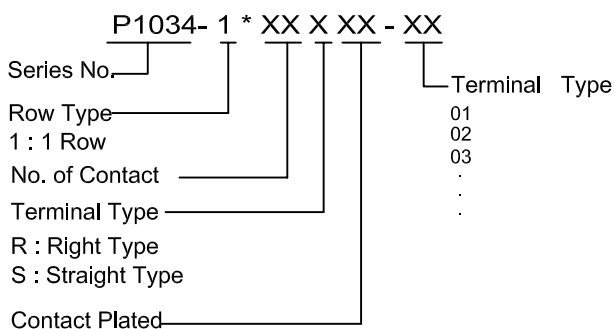 P1034- 1 * XX X XX - XX
Series No.
Row Type
1 : 1 Row
No. of Contact
Terminal Type
R : Right Type
S : Straight Type
Contact Plated
Terminal Type
01
02
03
.
.
.